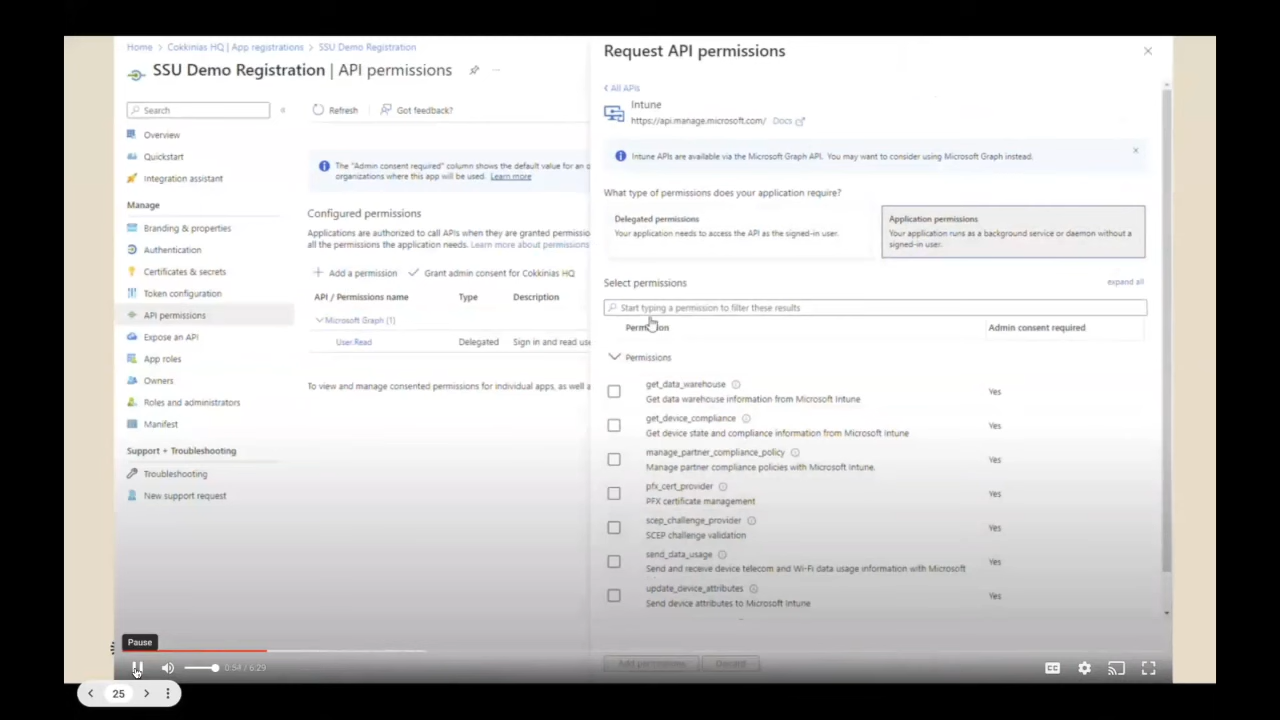 Home > Cokkinias HQ | App registrations > SSU Demo Registration
SSU Demo Registration | API permissions
Search
Refresh
Got feedback?
Overview
Quickstart
Integration assistant
Manage
Branding & properties
Authentication
Certificates & secrets
Token configuration
API permissions
Expose an API
App roles
Owners
Roles and administrators
Manifest
Support + Troubleshooting
Troubleshooting
New support request
The "Admin consent required" column shows the default value for an o
organizations where this app will be used. Learn more
Configured permissions
Applications are authorized to call APIs when they are granted permissio
all the permissions the application needs. Learn more about permissions
Add a permission
Grant admin consent for Cokkinias HQ
API / Permissions name Type Description
Microsoft Graph (1)
User.Read Delegated Sign in and read use
To view and manage consented permissions for individual apps, as well a
Request API permissions
All APIs
Intune
https://api.manage.microsoft.com/ Docs
Intune APIs are available via the Microsoft Graph API. You may want to consider using Microsoft Graph instead.
What type of permissions does your application require?
Delegated permissions
Your application needs to access the API as the signed-in user.
Application permissions
Your application runs as a background service or daemon without a
signed-in user.
Select permissions
expand all
Start typing a permission to filter these results
Permission
Admin consent required
Permissions
get_data_warehouse
Get data warehouse information from Microsoft Intune
Yes
get_device_compliance
Get device state and compliance information from Microsoft Intune
Yes
manage_partner_compliance_policy
Manage partner compliance policies with Microsoft Intune.
Yes
pfx_cert_provider
PFX certificate management
Yes
scep_challenge_provider
SCEP challenge validation
Yes
send_data_usage
Send and receive device telecom and Wi-Fi data usage information with Microsoft
Yes
update_device_attributes
Send device attributes to Microsoft Intune
Yes
Add permissions
Discard
Pause
0:54 / 6:29
CC
25